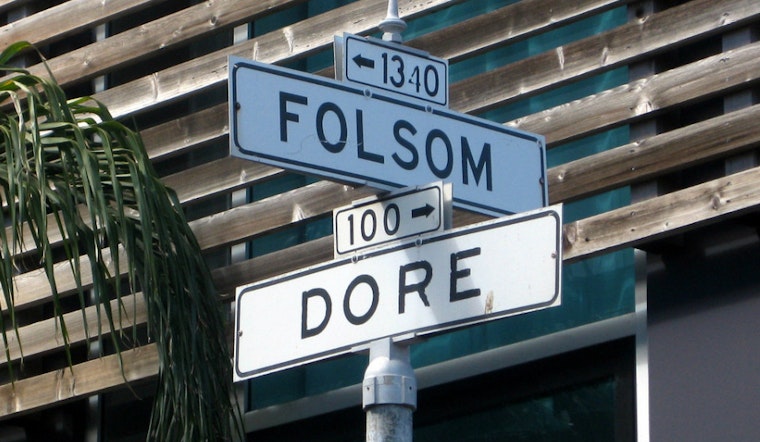 ← 1340
FOLSOM
100 →
DORE